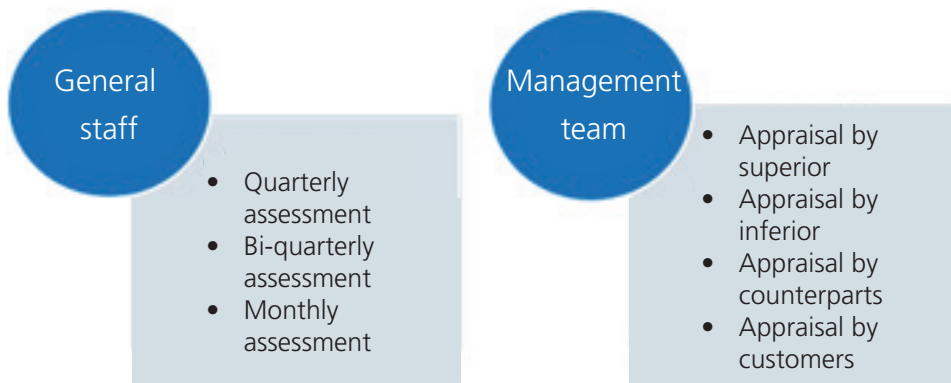 General
staff
• Quarterly
assessment
• Bi-quarterly
assessment
• Monthly
assessment
Management
team
• Appraisal by
superior
• Appraisal by
inferior
• Appraisal by
counterparts
• Appraisal by
customers